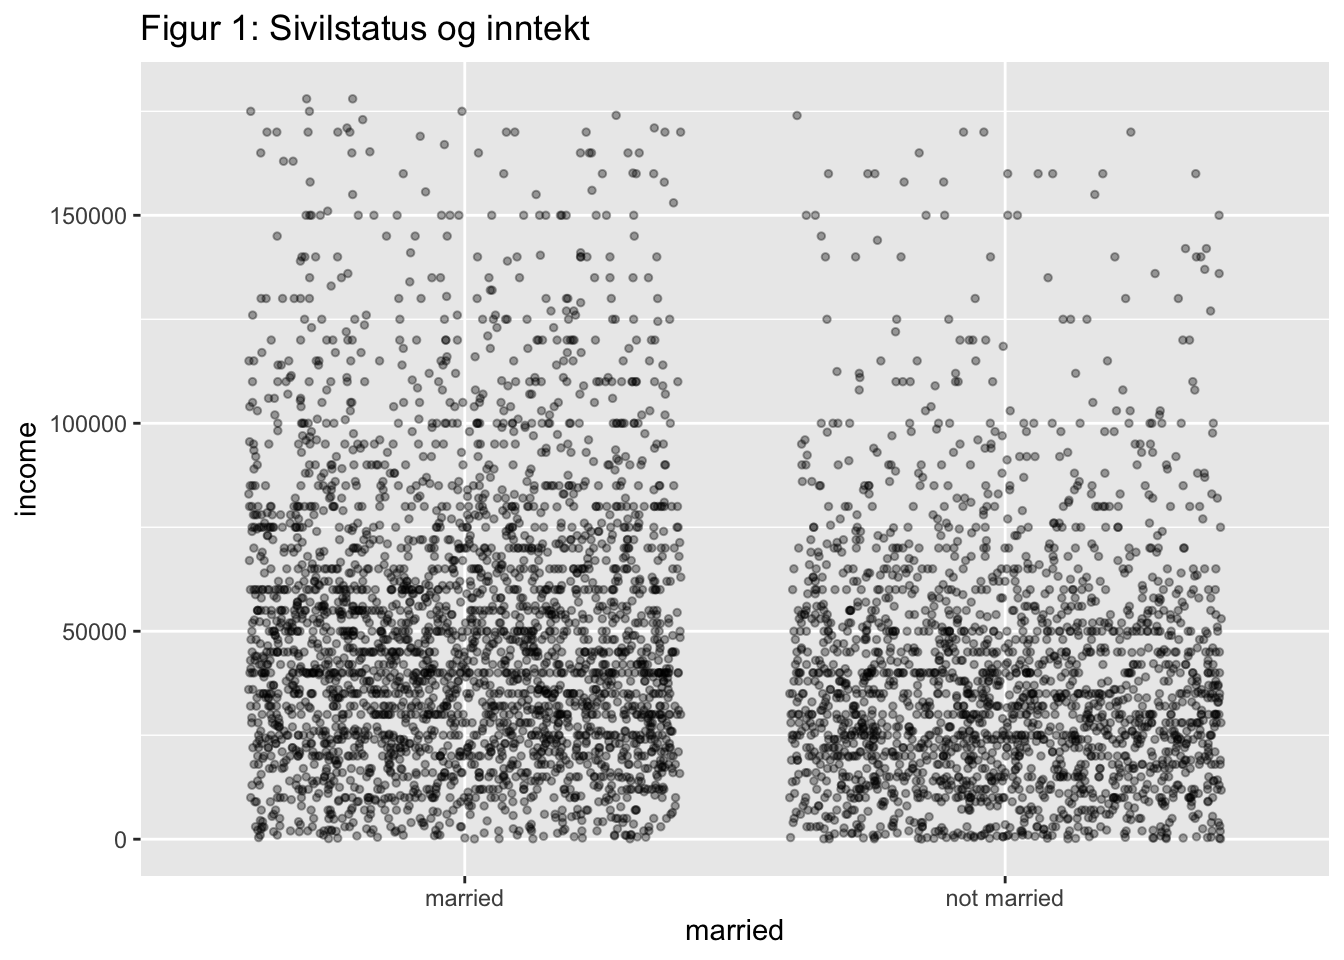 Figur 1: Sivilstatus og inntekt
income
150000
100000
50000
0
married
not married
married